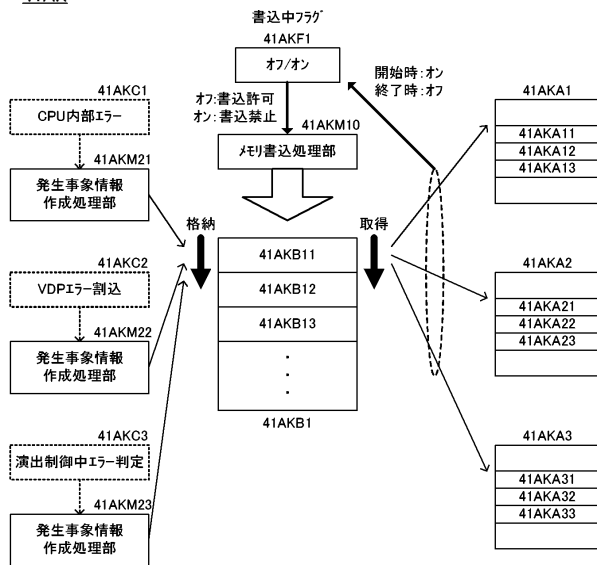 書込中フラグ
41AKF1
オフ/オン
開始時:オン
終了時:オフ
オフ:書込許可
オン:書込禁止
41AKM10
メモリ書込処理部
41AKC1
CPU内部エラー
41AKM21
発生事象情報
作成処理部
41AKC2
VDPエラー割込
41AKM22
発生事象情報
作成処理部
41AKC3
演出制御中エラー判定
41AKM23
発生事象情報
作成処理部
格納
取得
41AKB11
41AKB12
41AKB13
・
・
・
41AKB1
41AKA1
41AKA11
41AKA12
41AKA13
41AKA2
41AKA21
41AKA22
41AKA23
41AKA3
41AKA31
41AKA32
41AKA33